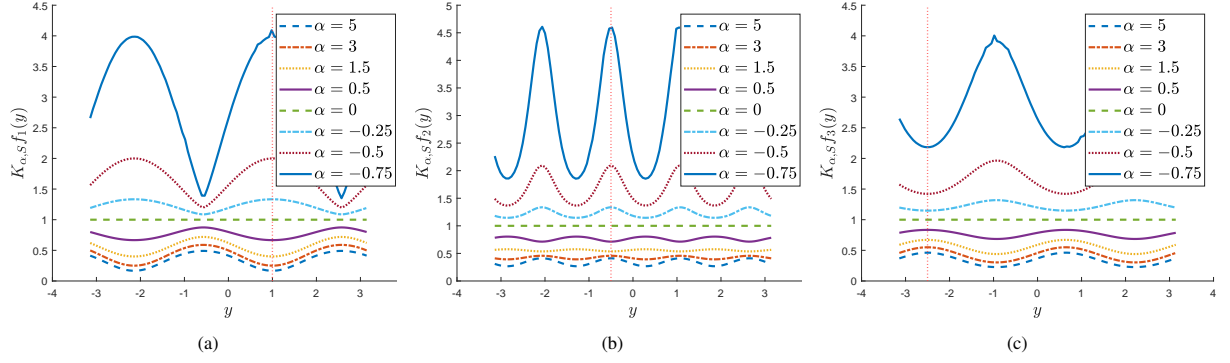 4.5
4
3.5
3
2.5
2
1.5
1
0.5
0
-4 -3 -2 -1 0 1 2 3
y
K_{α,S}f_1(y)
α = 5
α = 3
α = 1.5
α = 0.5
α = 0
α = −0.25
α = −0.5
α = −0.75
(a)
5
4.5
4
3.5
3
2.5
2
1.5
1
0.5
0
-4 -3 -2 -1 0 1 2 3
y
K_{α,S}f_2(y)
α = 5
α = 3
α = 1.5
α = 0.5
α = 0
α = −0.25
α = −0.5
α = −0.75
(b)
4.5
4
3.5
3
2.5
2
1.5
1
0.5
0
-4 -3 -2 -1 0 1 2 3 4
y
K_{α,S}f_3(y)
α = 5
α = 3
α = 1.5
α = 0.5
α = 0
α = −0.25
α = −0.5
α = −0.75
(c)